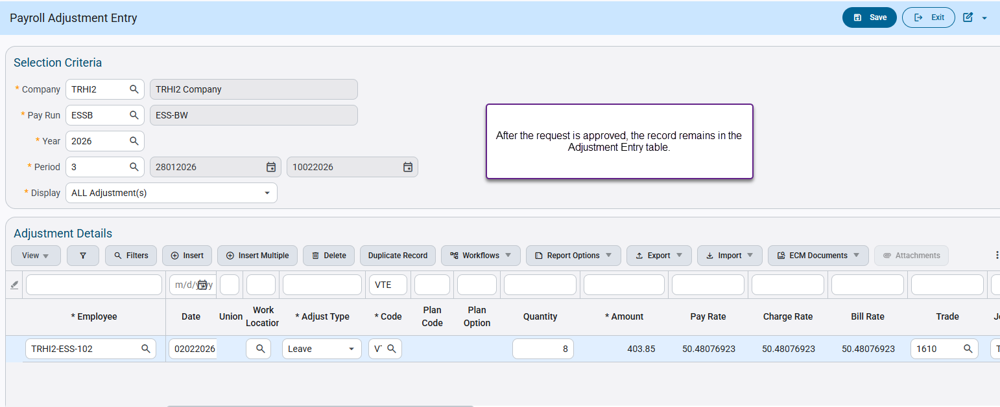 Payroll Adjustment Entry
Save
Exit
Selection Criteria
* Company TRHI2 TRHI2 Company
* Pay Run ESSB ESS-BW
* Year 2026
* Period 3 28012026 10022026
* Display ALL Adjustment(s)
After the request is approved, the record remains in the
Adjustment Entry table.
Adjustment Details
View Filters Insert Insert Multiple Delete Duplicate Record Workflows Report Options Export Import ECM Documents Attachments
m/d/yyyy VTE
* Employee Date Union Work Location * Adjust Type * Code Plan Code Plan Option Quantity * Amount Pay Rate Charge Rate Bill Rate Trade
TRHI2-ESS-102 02022026 Leave 8 403.85 50.48076923 50.48076923 50.48076923 1610